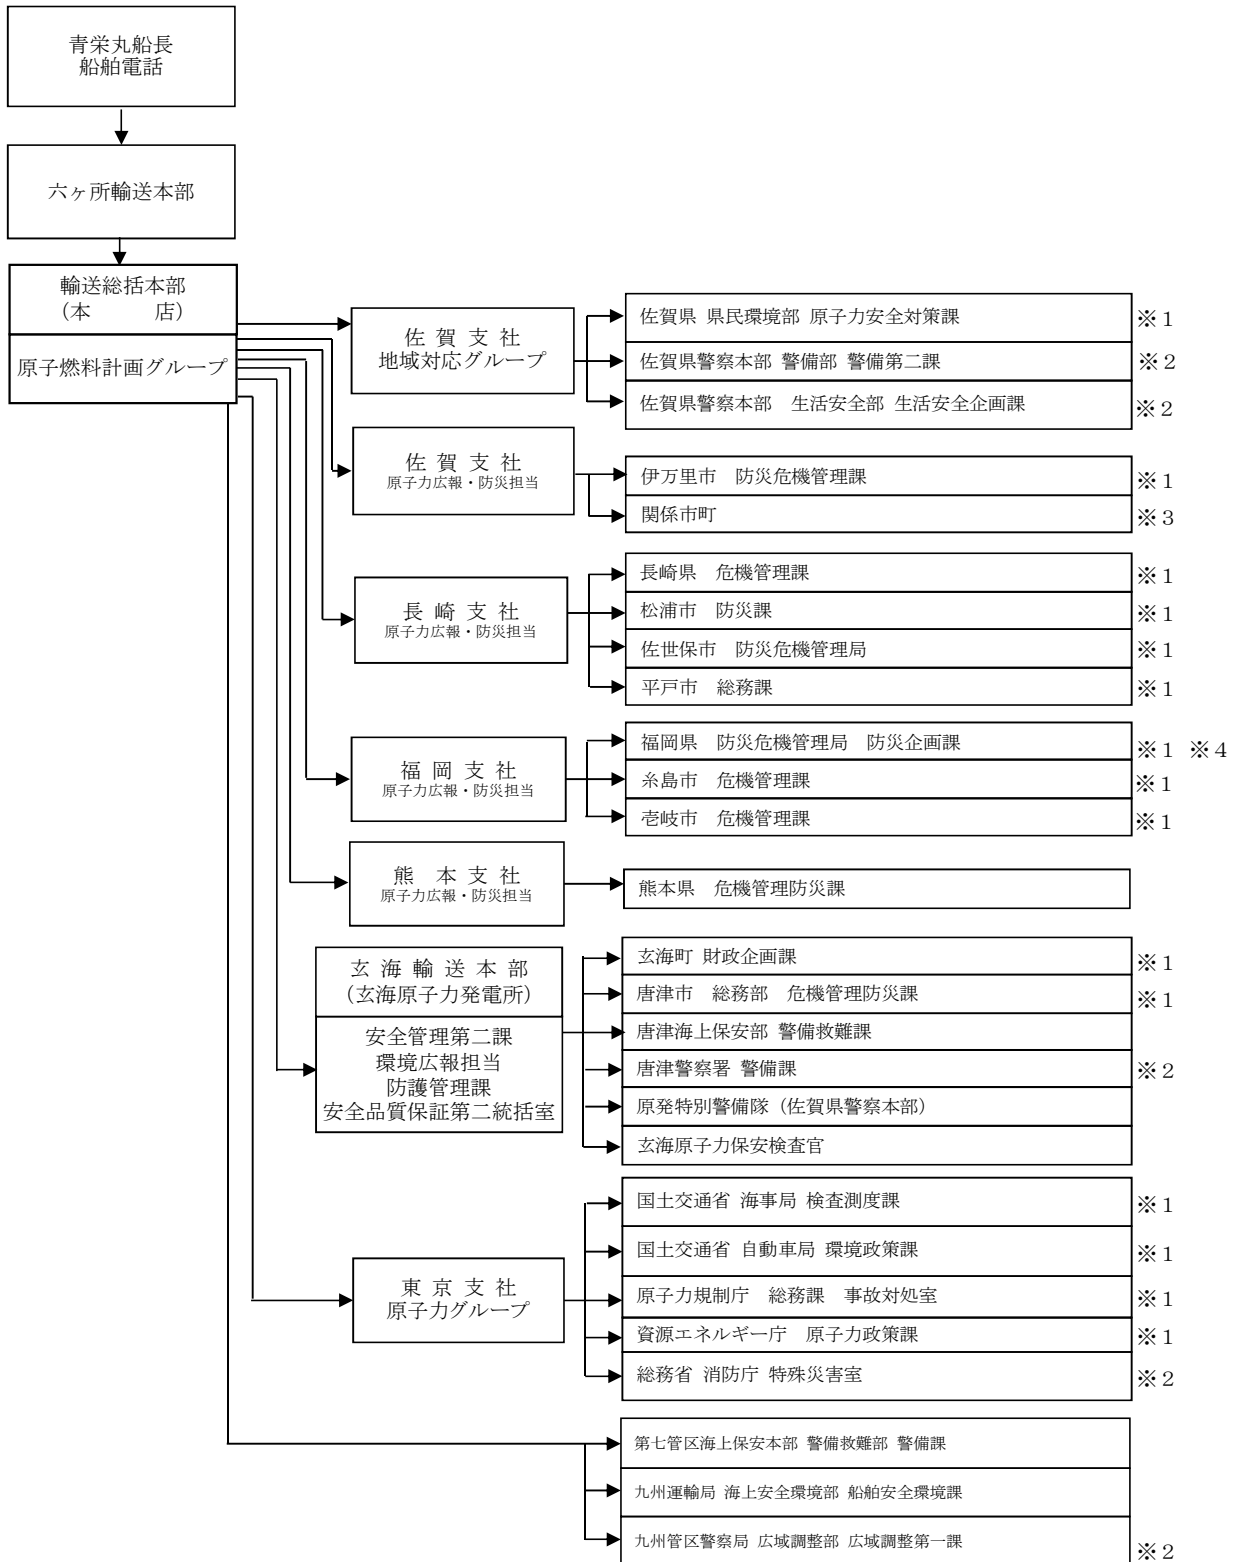 青栄丸船長
船舶電話
六ヶ所輸送本部
輸送総括本部
(本　　　店)
原子燃料計画グループ
佐 賀 支 社
地域対応グループ
佐賀県 県民環境部 原子力安全対策課 ※1
佐賀県警察本部 警備部 警備第二課 ※2
佐賀県警察本部　生活安全部 生活安全企画課 ※2
佐 賀 支 社
原子力広報・防災担当
伊万里市　防災危機管理課 ※1
関係市町 ※3
長 崎 支 社
原子力広報・防災担当
長崎県　危機管理課 ※1
松浦市　防災課 ※1
佐世保市　防災危機管理局 ※1
平戸市　総務課 ※1
福 岡 支 社
原子力広報・防災担当
福岡県　防災危機管理局　防災企画課 ※1 ※4
糸島市　危機管理課 ※1
壱岐市　危機管理課 ※1
熊　本 支 社
原子力広報・防災担当
熊本県　危機管理防災課
玄 海 輸 送 本 部
(玄海原子力発電所)
安全管理第二課
環境広報担当
防護管理課
安全品質保証第二統括室
玄海町 財政企画課 ※1
唐津市　総務部　危機管理防災課 ※1
唐津海上保安部 警備救難課
唐津警察署 警備課 ※2
原発特別警備隊 (佐賀県警察本部)
玄海原子力保安検査官
東 京 支 社
原子力グループ
国土交通省 海事局 検査測度課 ※1
国土交通省 自動車局 環境政策課 ※1
原子力規制庁　総務課　事故対処室 ※1
資源エネルギー庁　原子力政策課 ※1
総務省 消防庁 特殊災害室 ※2
第七管区海上保安本部 警備救難部 警備課
九州運輸局 海上安全環境部 船舶安全環境課
九州管区警察局 広域調整部 広域調整第一課 ※2